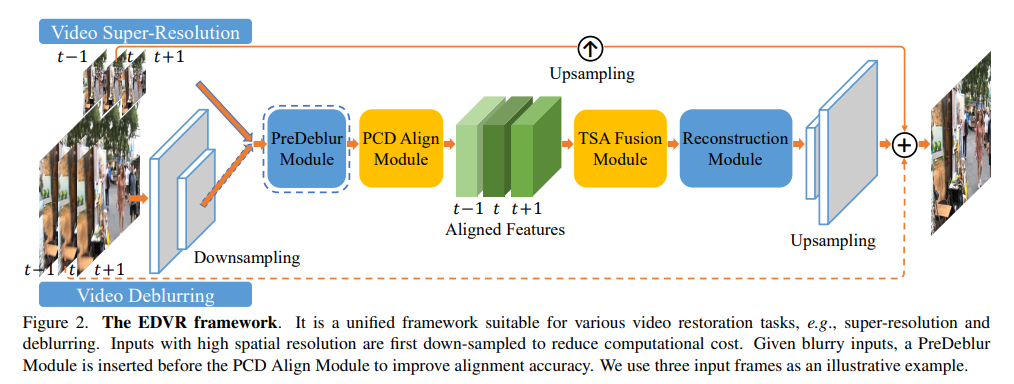 Video Super-Resolution
t−1 t t+1
Upsampling
PreDeblur
Module
PCD Align
Module
TSA Fusion
Module
Reconstruction
Module
t−1 t t+1
Aligned Features
Upsampling
Downsampling
t−1 t t+1
Video Deblurring
Figure 2. The EDVR framework. It is a unified framework suitable for various video restoration tasks, e.g., super-resolution and
deblurring. Inputs with high spatial resolution are first down-sampled to reduce computational cost. Given blurry inputs, a PreDeblur
Module is inserted before the PCD Align Module to improve alignment accuracy. We use three input frames as an illustrative example.